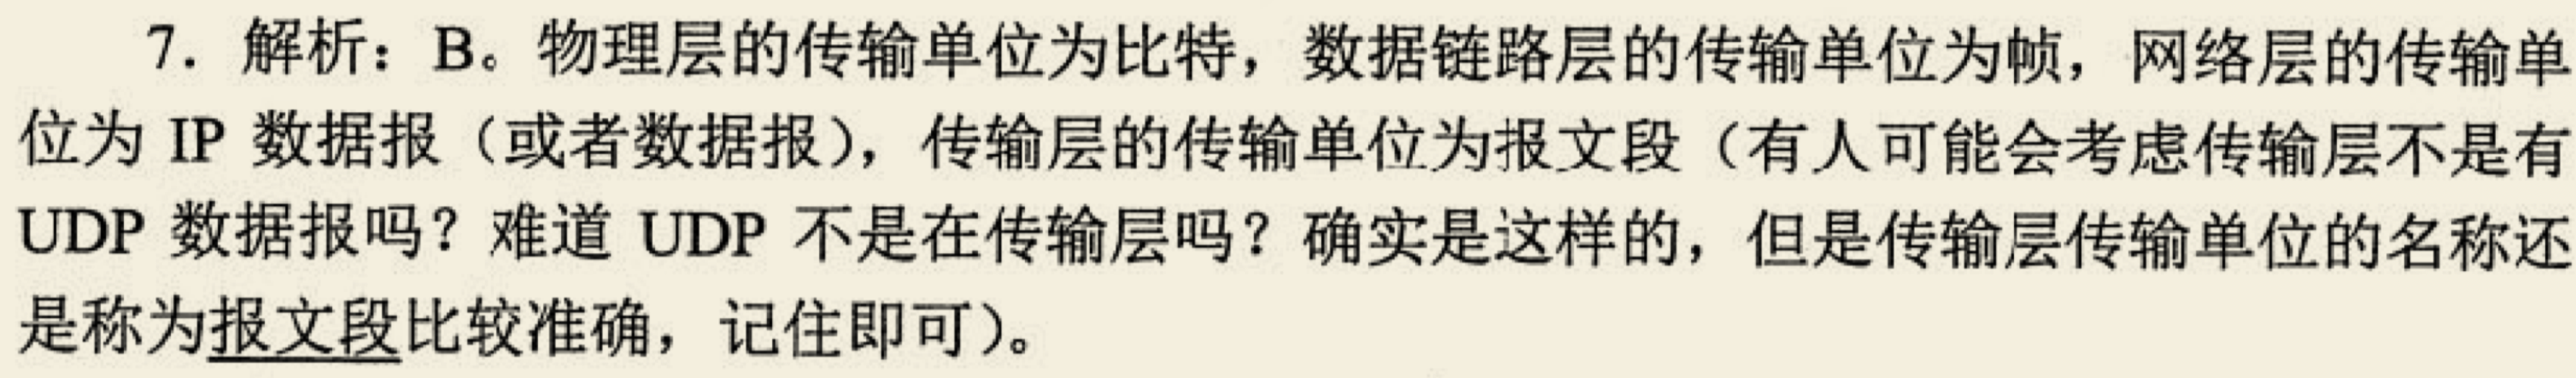 7. 解析：B。物理层的传输单位为比特，数据链路层的传输单位为帧，网络层的传输单
位为 IP 数据报（或者数据报），传输层的传输单位为报文段（有人可能会考虑传输层不是有
UDP 数据报吗？难道 UDP 不是在传输层吗？确实是这样的，但是传输层传输单位的名称还
是称为报文段比较准确，记住即可）。